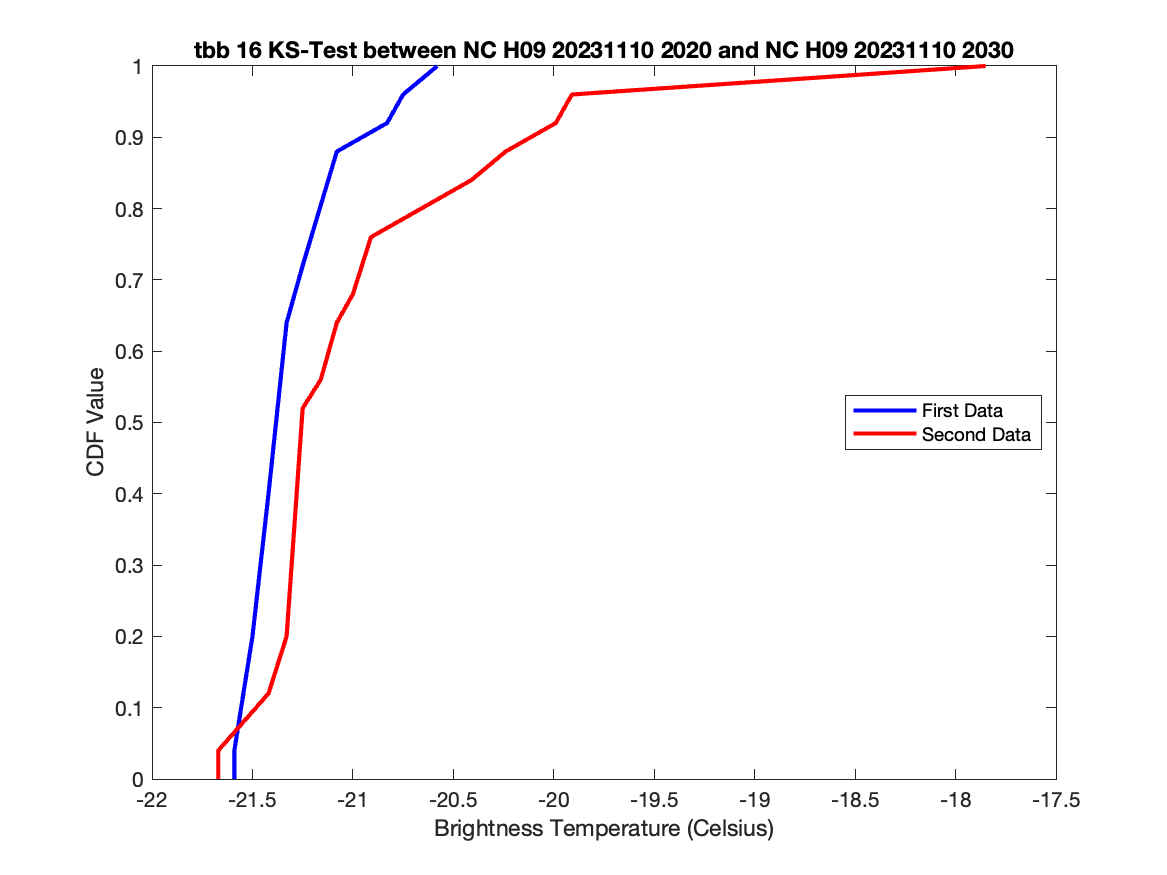 tbb 16 KS-Test between NC H09 20231110 2020 and NC H09 20231110 2030
1
0.9
0.8
0.7
0.6
0.5
0.4
0.3
0.2
0.1
0
CDF Value
First Data
Second Data
-22 -21.5 -21 -20.5 -20 -19.5 -19 -18.5 -18 -17.5
Brightness Temperature (Celsius)